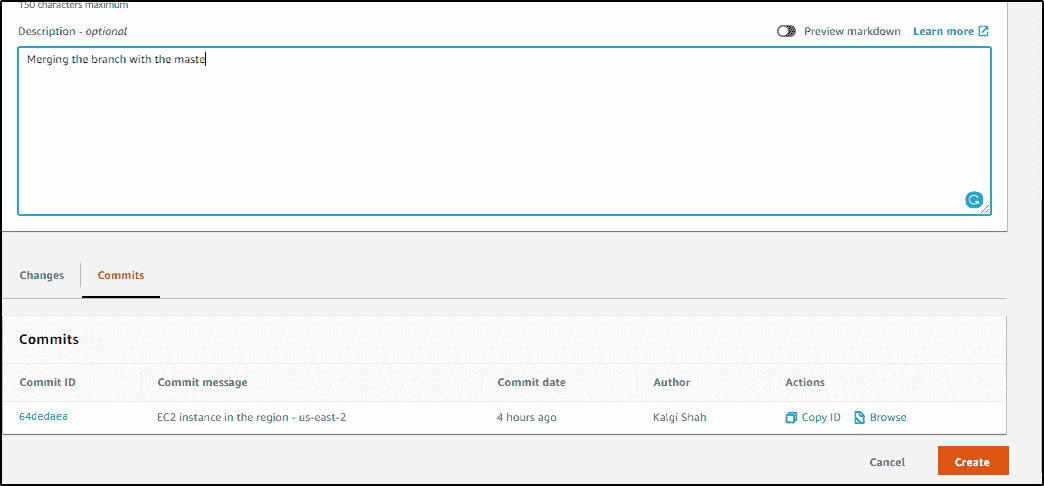 150 characters maximum
Description - optional Preview markdown Learn more
Merging the branch with the maste
Changes Commits
Commits
Commit ID Commit message Commit date Author Actions
64dedaea EC2 instance in the region - us-east-2 4 hours ago Kalgi Shah Copy ID Browse
Cancel Create